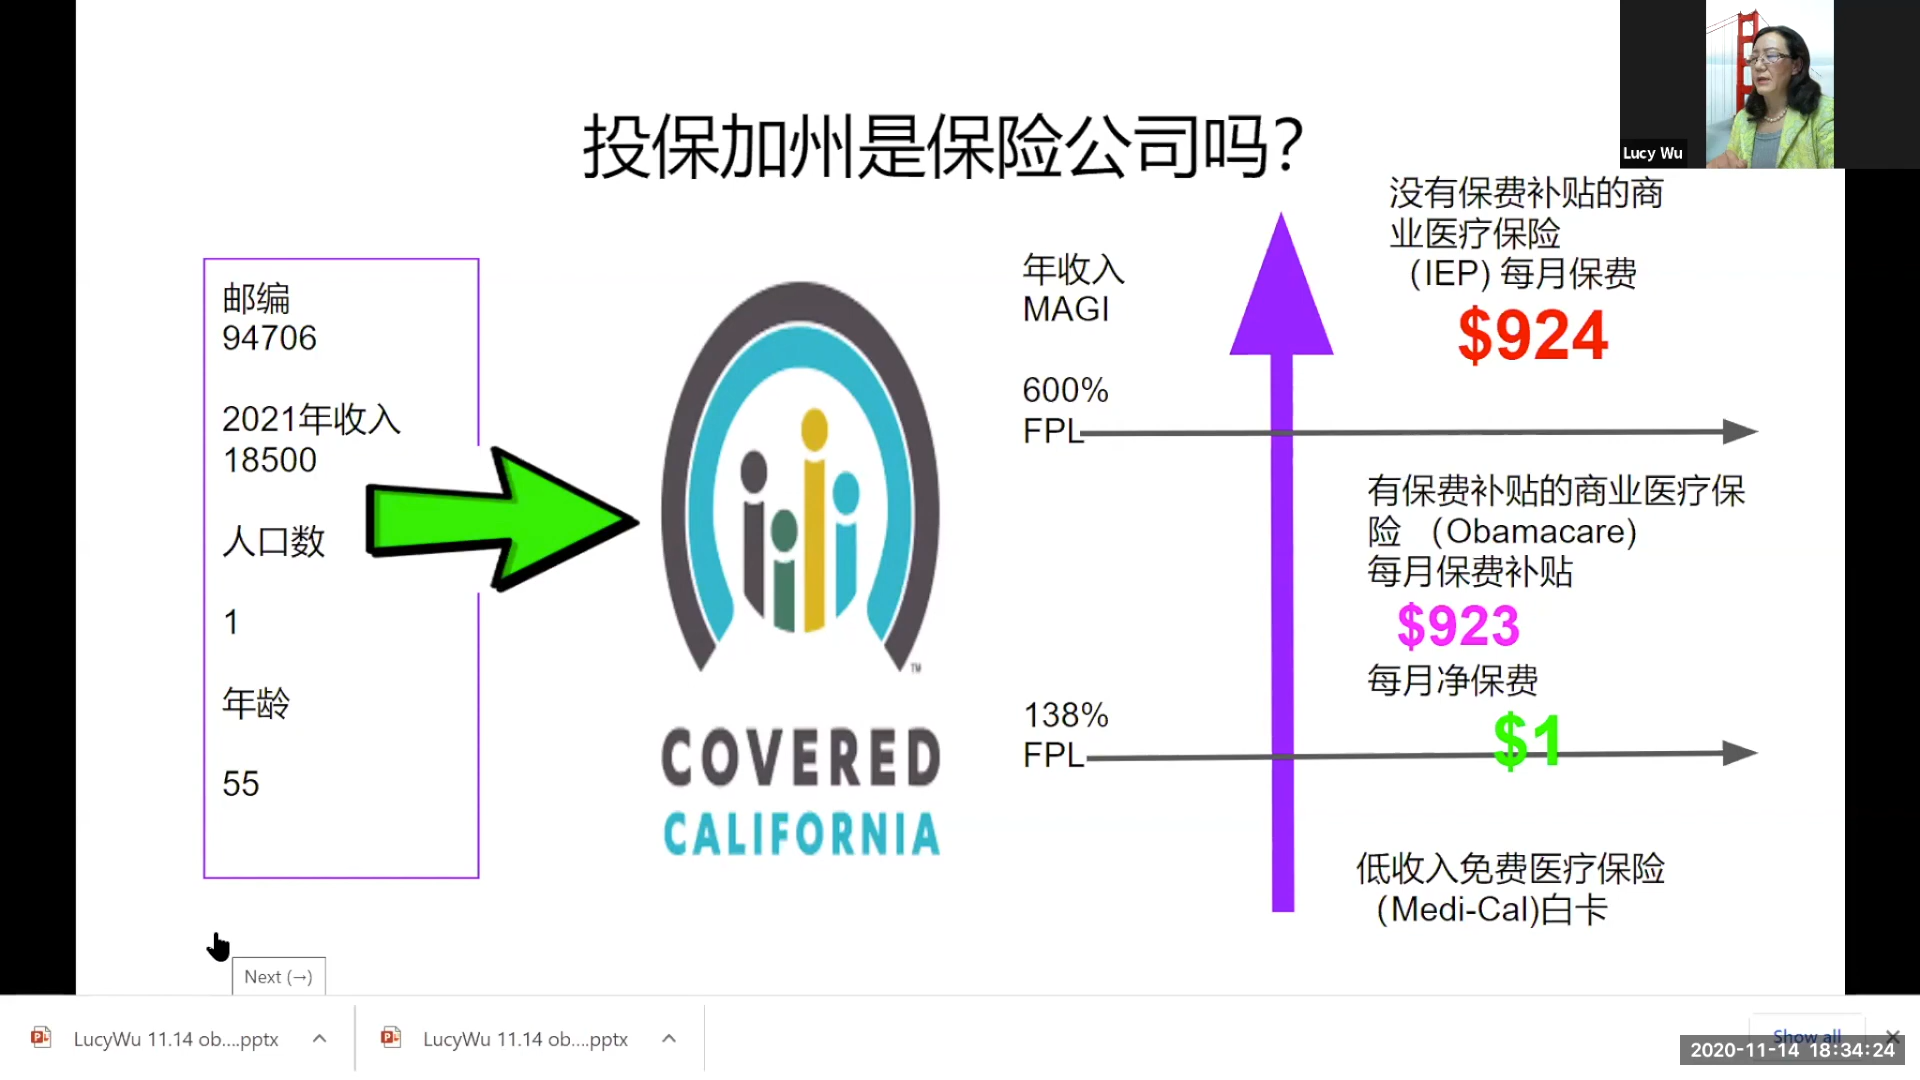 Lucy Wu
投保加州是保险公司吗?
邮编
94706
2021年收入
18500
人口数
1
年龄
55
™
COVERED
CALIFORNIA
年收入
MAGI
600%
FPL
138%
FPL
没有保费补贴的商
业医疗保险
（IEP) 每月保费
$924
有保费补贴的商业医疗保
险 （Obamacare)
每月保费补贴
$923
每月净保费
$1
低收入免费医疗保险
（Medi-Cal)白卡
Next (→)
LucyWu 11.14 ob....pptx
LucyWu 11.14 ob....pptx
Show all
2020-11-14 18:34:24